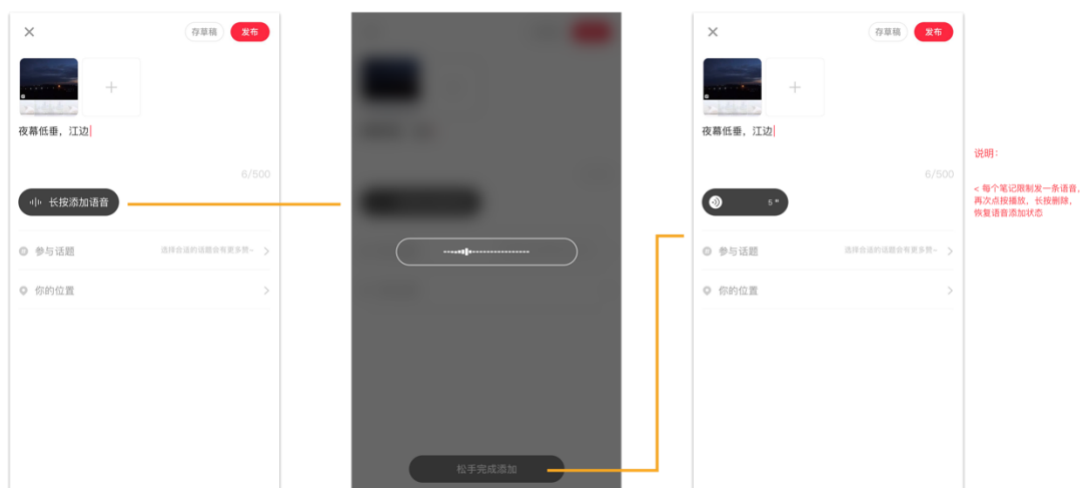 存草稿
发布
夜幕低垂，江边
6/500
长按添加语音
参与话题
选择合适的话题会有更多赞~
你的位置
松手完成添加
存草稿
发布
夜幕低垂，江边
6/500
6"
参与话题
选择合适的话题会有更多赞~
你的位置
说明：
< 每个笔记限制发一条语音，
再次点按播放，长按删除，
恢复语音添加状态